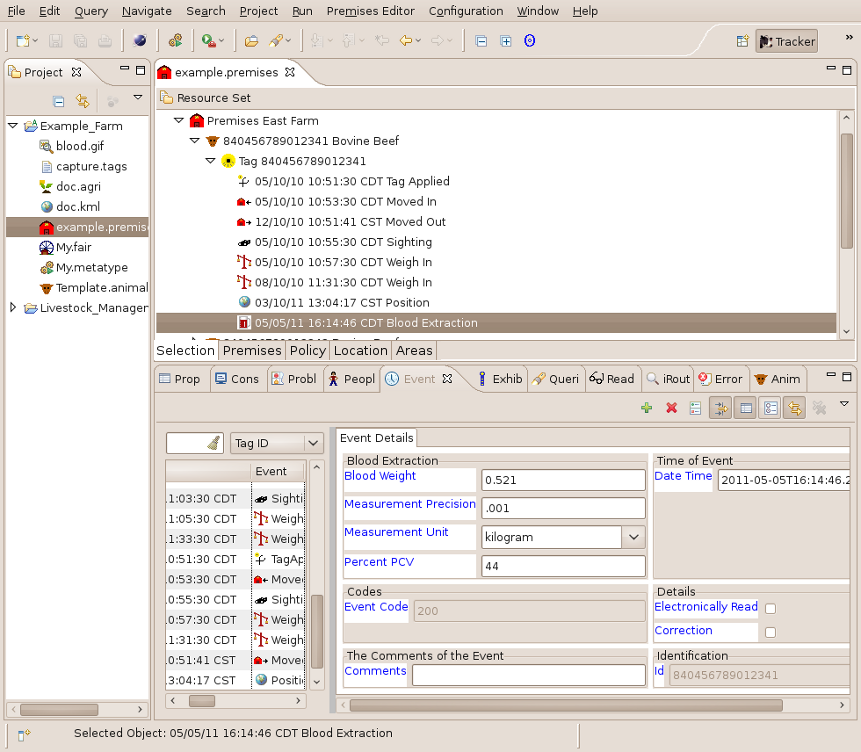 File Edit Query Navigate Search Project Run Premises Editor Configuration Window Help
Tracker
Project
example.premises
Resource Set
Example_Farm
blood.gif
capture.tags
doc.agri
doc.kml
example.premis
My.fair
My.metatype
Template.animal
Livestock_Manager
Premises East Farm
840456789012341 Bovine Beef
Tag 840456789012341
05/10/10 10:51:30 CDT Tag Applied
05/10/10 10:53:30 CDT Moved In
12/10/10 10:51:41 CST Moved Out
05/10/10 10:55:30 CDT Sighting
05/10/10 10:57:30 CDT Weigh In
08/10/10 11:31:30 CDT Weigh In
03/10/11 13:04:17 CST Position
05/05/11 16:14:46 CDT Blood Extraction
Selection Premises Policy Location Areas
Prop Cons Probl Peopl Event Exhib Queri Read iRout Error Anim
Tag ID
Event
1:03:30 CDT Sighti
1:05:30 CDT Weigh
1:33:30 CDT Weigh
0:51:30 CDT TagAp
0:53:30 CDT Moved
0:55:30 CDT Sighti
0:57:30 CDT Weigh
1:31:30 CDT Weigh
0:51:41 CST Moved
3:04:17 CST Positi
Event Details
Blood Extraction
Blood Weight 0.521
Measurement Precision .001
Measurement Unit kilogram
Percent PCV 44
Time of Event
Date Time 2011-05-05T16:14:46.2
Codes
Event Code 200
Details
Electronically Read
Correction
The Comments of the Event
Comments
Identification
Id 840456789012341
Selected Object: 05/05/11 16:14:46 CDT Blood Extraction